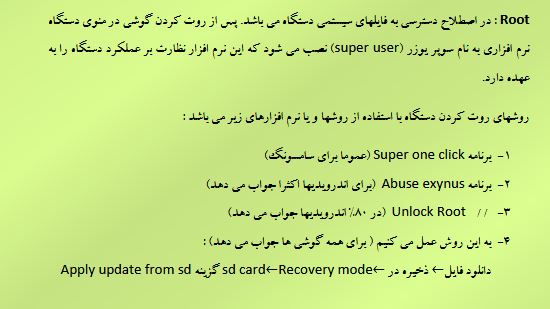 Root : در اصطلاح دسترسی به فایلهای سیستمی دستگاه می باشد. پس از روت کردن گوشی در منوی دستگاه
نرم افزاری به نام سوپر یوزر (super user) نصب می شود که این نرم افزار نظارت بر عملکرد دستگاه را به
عهده دارد.
روشهای روت کردن دستگاه با استفاده از روشها و یا نرم افزارهای زیر می باشد :
۱- برنامه Super one click (عموما برای سامسونگ)
۲- برنامه Abuse exynus (برای اندرویدیها اکثرا جواب می دهد)
۳- // Unlock Root (در ۸۰٪ اندرویدیها جواب می دهد)
۴- به این روش عمل می کنیم ( برای همه گوشی ها جواب می دهد) :
دانلود فایل← ذخیره در sd card←Recovery mode← گزینه Apply update from sd